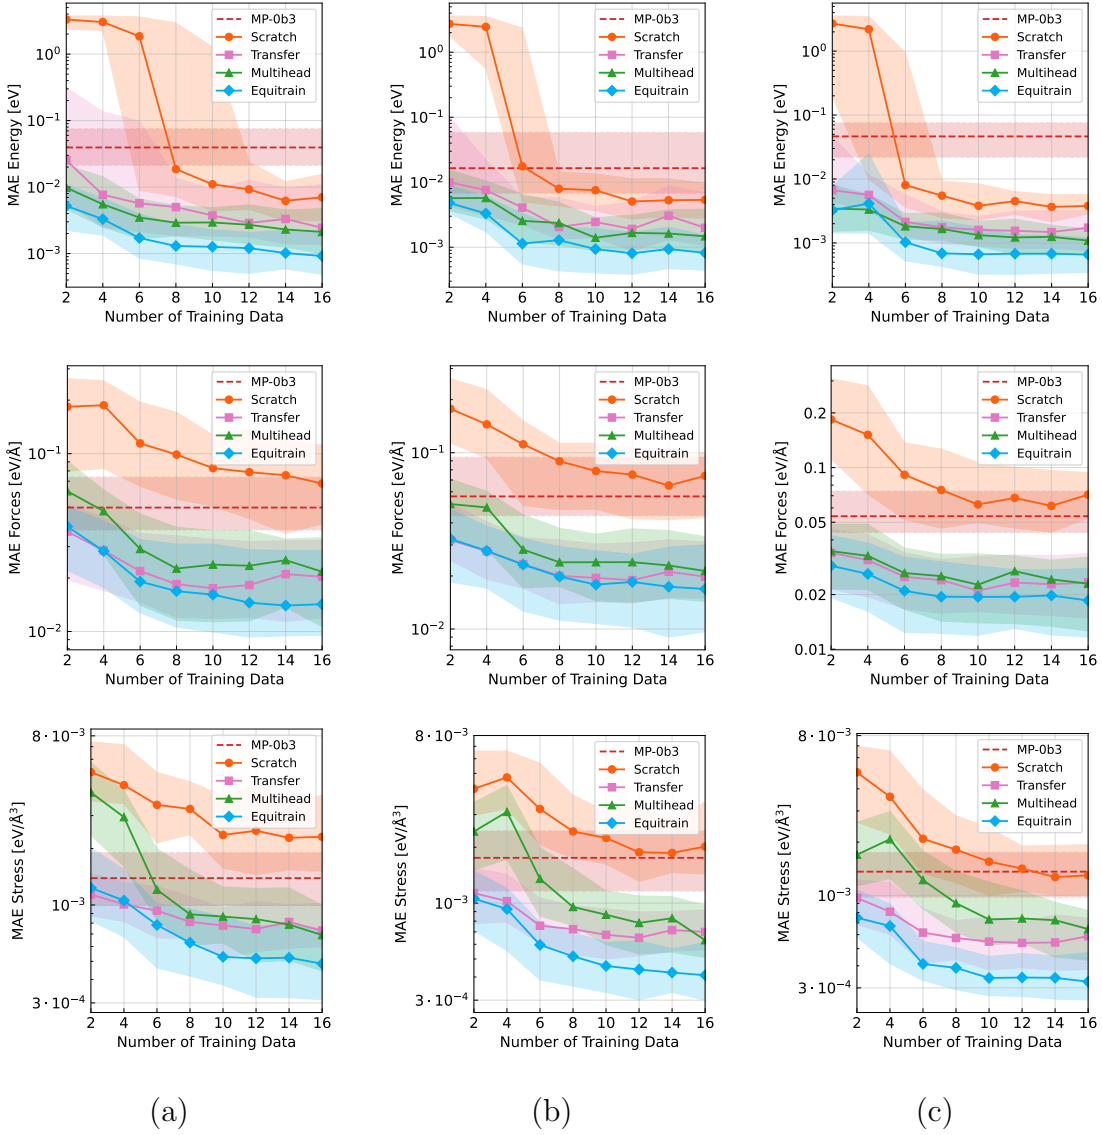 MAE Energy [eV]
10⁰
10⁻¹
10⁻²
10⁻³
MP-0b3
Scratch
Transfer
Multihead
Equitrain
2 4 6 8 10 12 14 16
Number of Training Data
MAE Energy [eV]
10⁰
10⁻¹
10⁻²
10⁻³
MP-0b3
Scratch
Transfer
Multihead
Equitrain
2 4 6 8 10 12 14 16
Number of Training Data
MAE Energy [eV]
10⁰
10⁻¹
10⁻²
10⁻³
MP-0b3
Scratch
Transfer
Multihead
Equitrain
2 4 6 8 10 12 14 16
Number of Training Data
MAE Forces [eV/Å]
10⁻¹
10⁻²
MP-0b3
Scratch
Transfer
Multihead
Equitrain
2 4 6 8 10 12 14 16
Number of Training Data
MAE Forces [eV/Å]
10⁻¹
10⁻²
MP-0b3
Scratch
Transfer
Multihead
Equitrain
2 4 6 8 10 12 14 16
Number of Training Data
MAE Forces [eV/Å]
0.2
0.1
0.05
0.02
0.01
MP-0b3
Scratch
Transfer
Multihead
Equitrain
2 4 6 8 10 12 14 16
Number of Training Data
MAE Stress [eV/Å³]
8·10⁻³
10⁻³
3·10⁻⁴
MP-0b3
Scratch
Transfer
Multihead
Equitrain
2 4 6 8 10 12 14 16
Number of Training Data
MAE Stress [eV/Å³]
8·10⁻³
10⁻³
3·10⁻⁴
MP-0b3
Scratch
Transfer
Multihead
Equitrain
2 4 6 8 10 12 14 16
Number of Training Data
MAE Stress [eV/Å³]
8·10⁻³
10⁻³
3·10⁻⁴
MP-0b3
Scratch
Transfer
Multihead
Equitrain
2 4 6 8 10 12 14 16
Number of Training Data
(a) (b) (c)